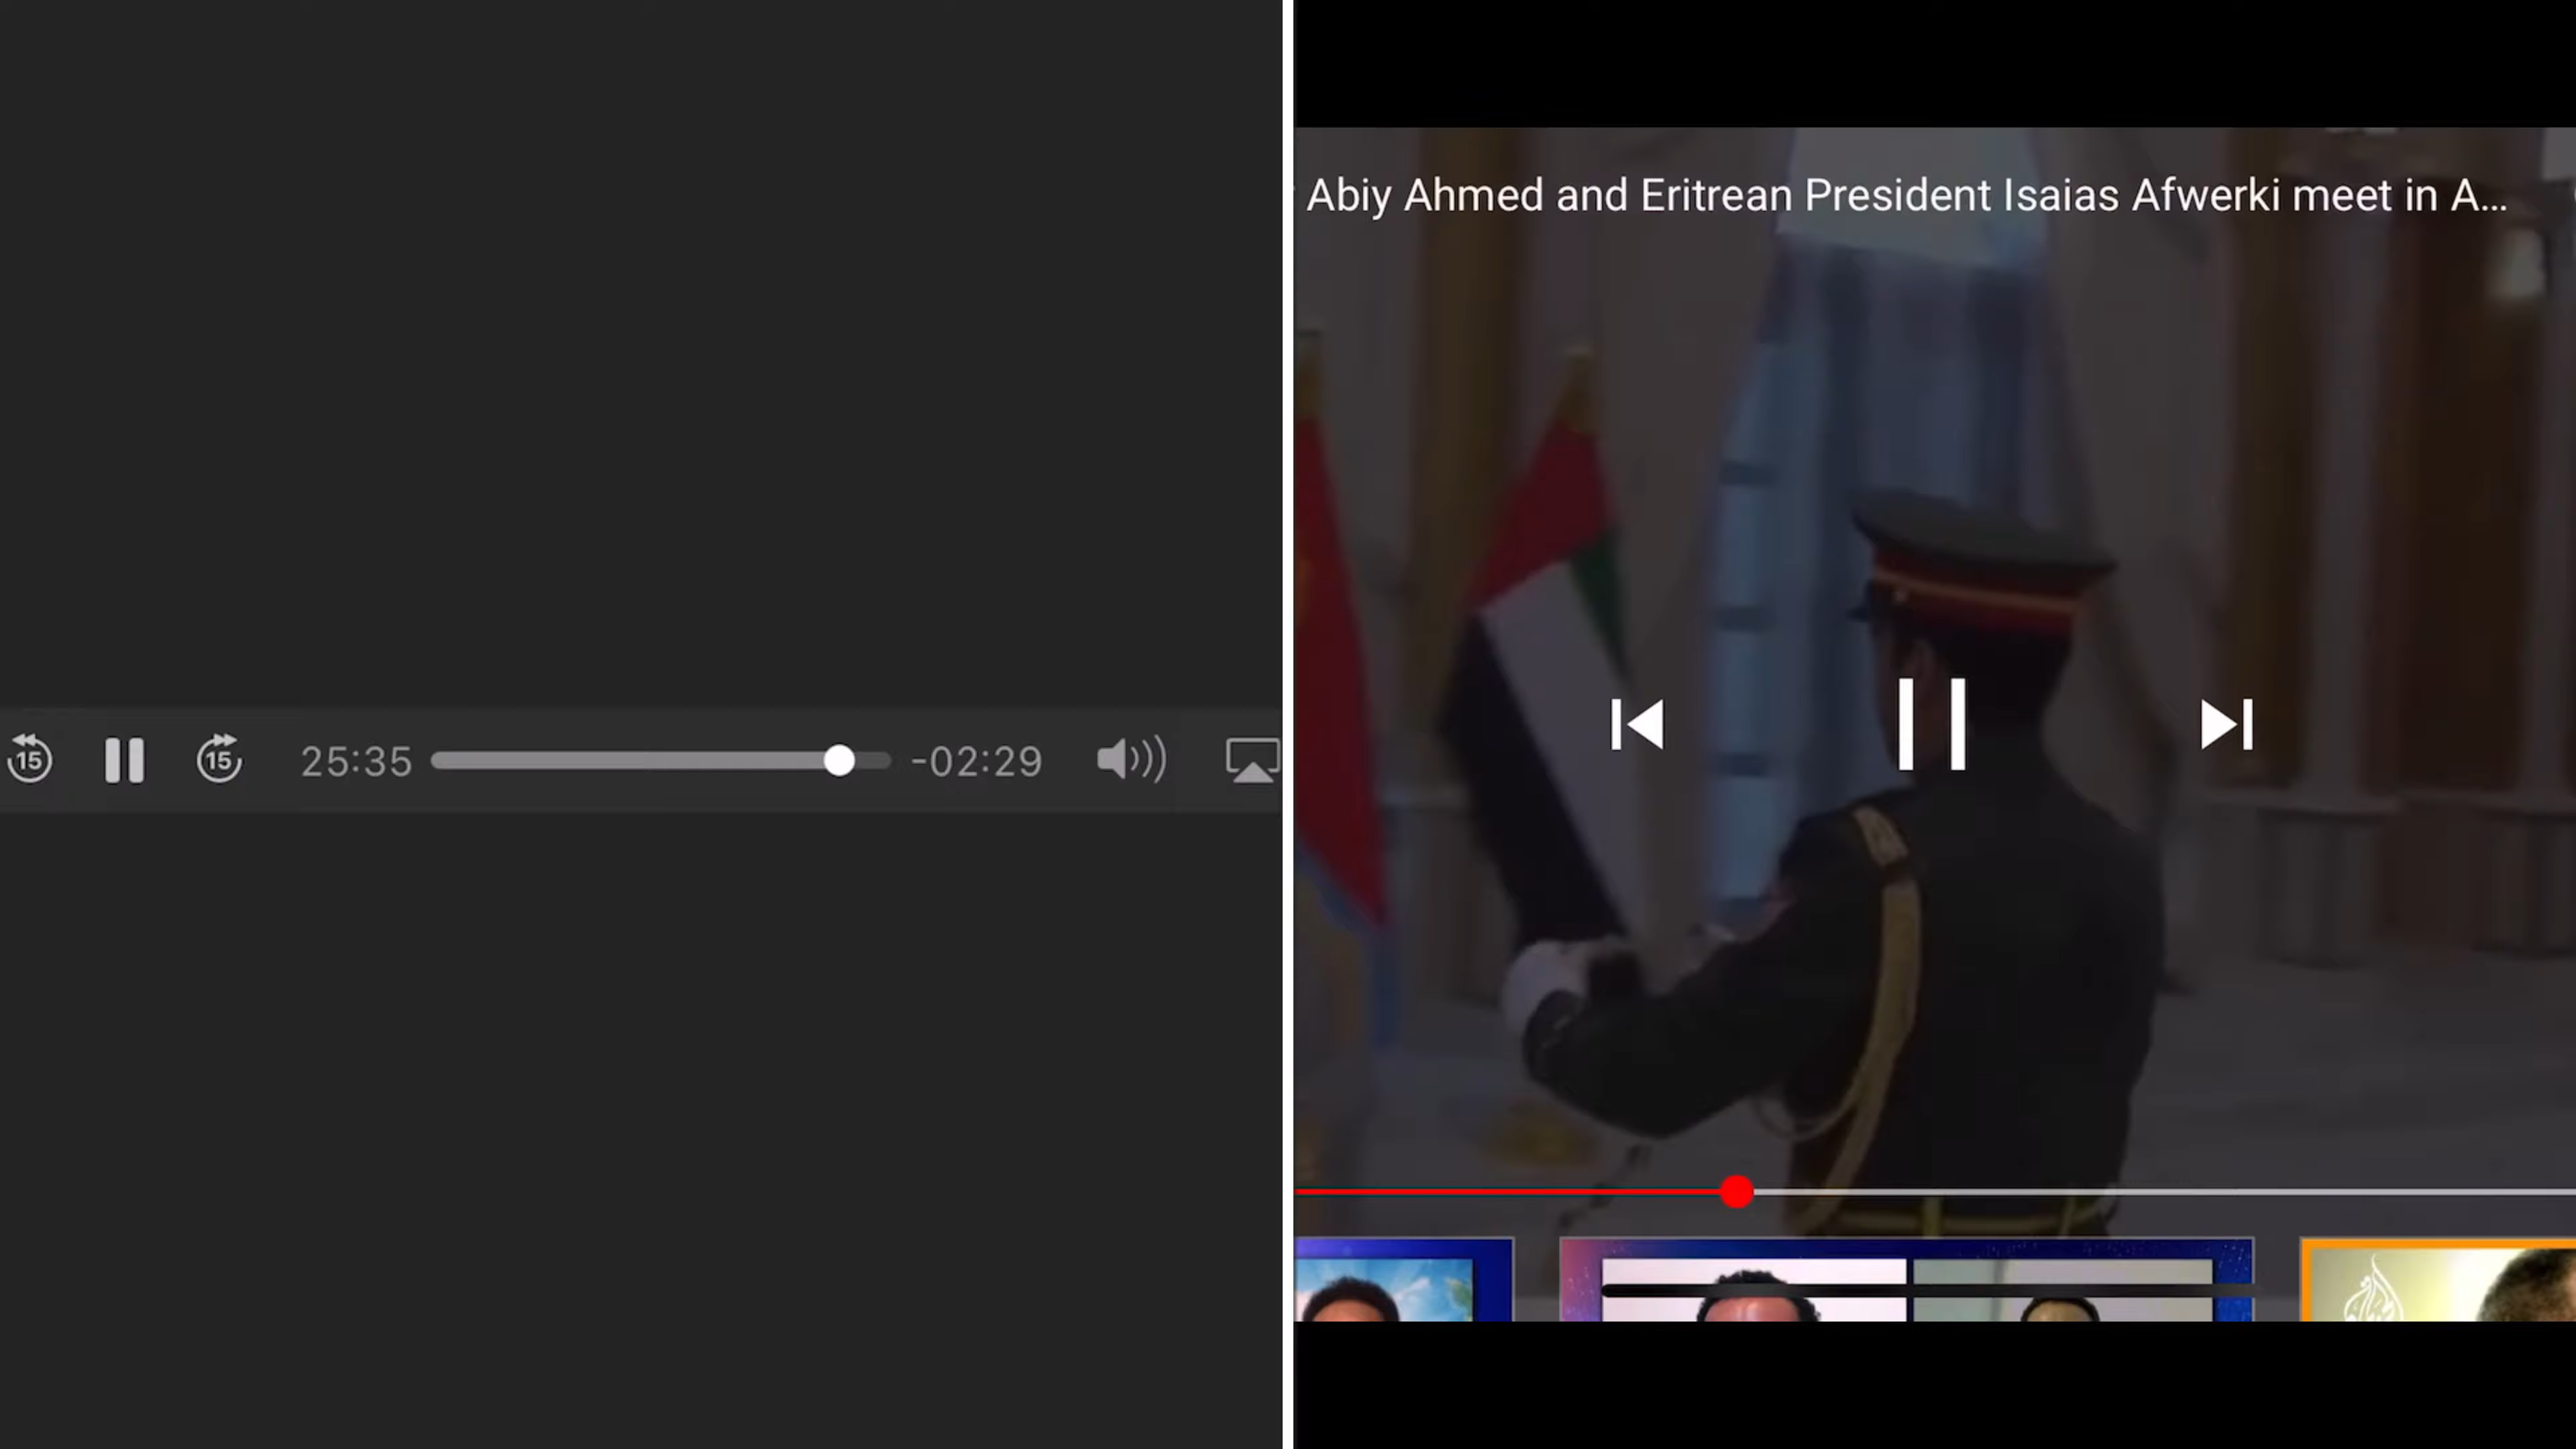 Abiy Ahmed and Eritrean President Isaias Afwerki meet in A...
15
15
25:35
-02:29